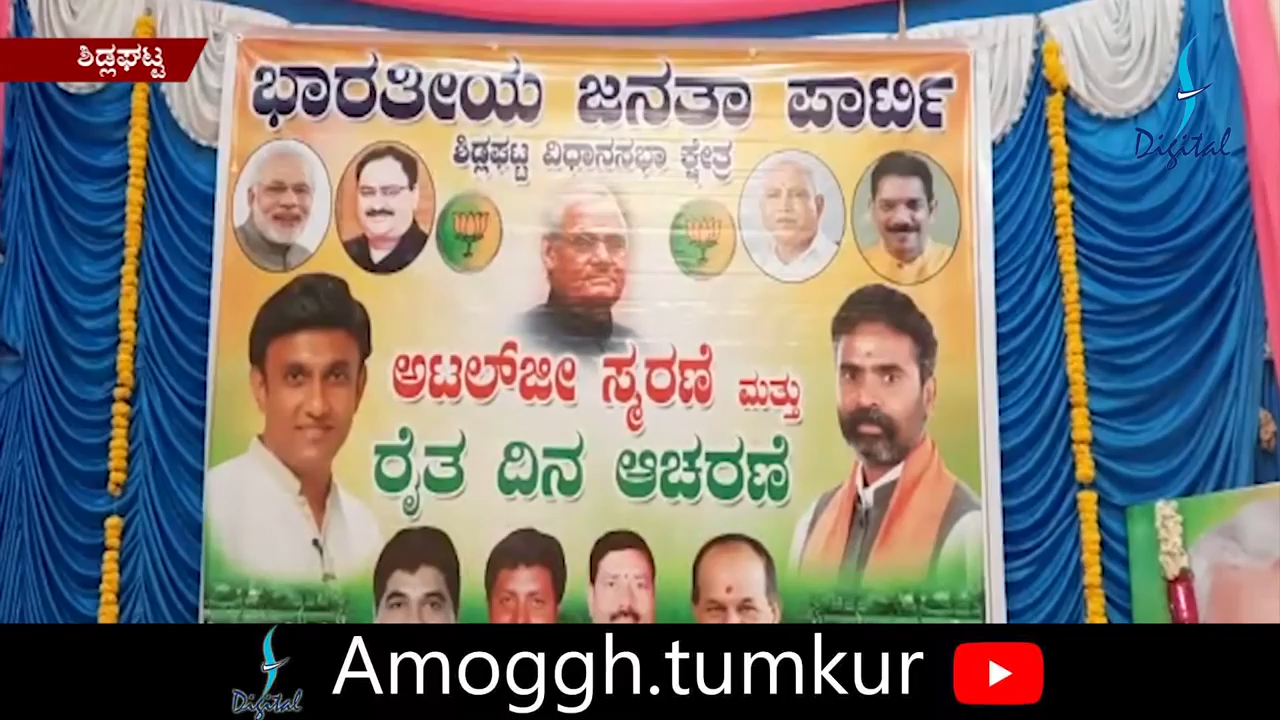 ಶಿಡ್ಲಘಟ್ಟ
ಭಾರತೀಯ ಜನತಾ ಪಾರ್ಟಿ
ಶಿಡ್ಲಘಟ್ಟ ವಿಧಾನಸಭಾ ಕ್ಷೇತ್ರ
Digital
ಅಟಲ್‌ಜೀ ಸ್ಮರಣೆ ಮತ್ತು
ರೈತ ದಿನ ಆಚರಣೆ
Digital
Amoggh.tumkur